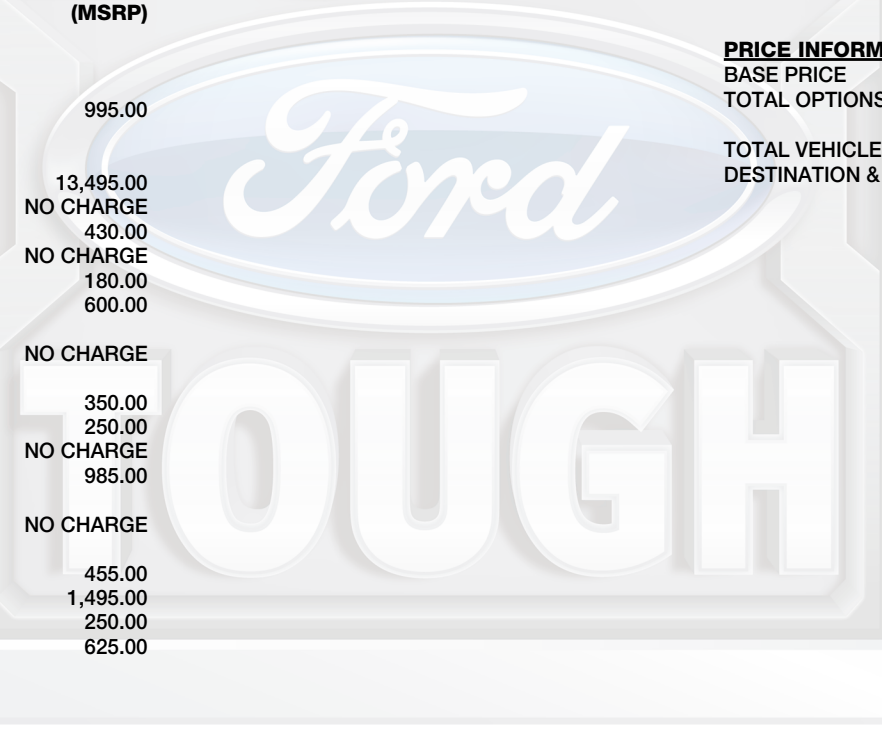 (MSRP)
995.00
13,495.00
NO CHARGE
430.00
NO CHARGE
180.00
600.00
NO CHARGE
350.00
250.00
NO CHARGE
985.00
NO CHARGE
455.00
1,495.00
250.00
625.00
PRICE INFORM
BASE PRICE
TOTAL OPTIONS
TOTAL VEHICLE
DESTINATION &
Ford
TOUGH